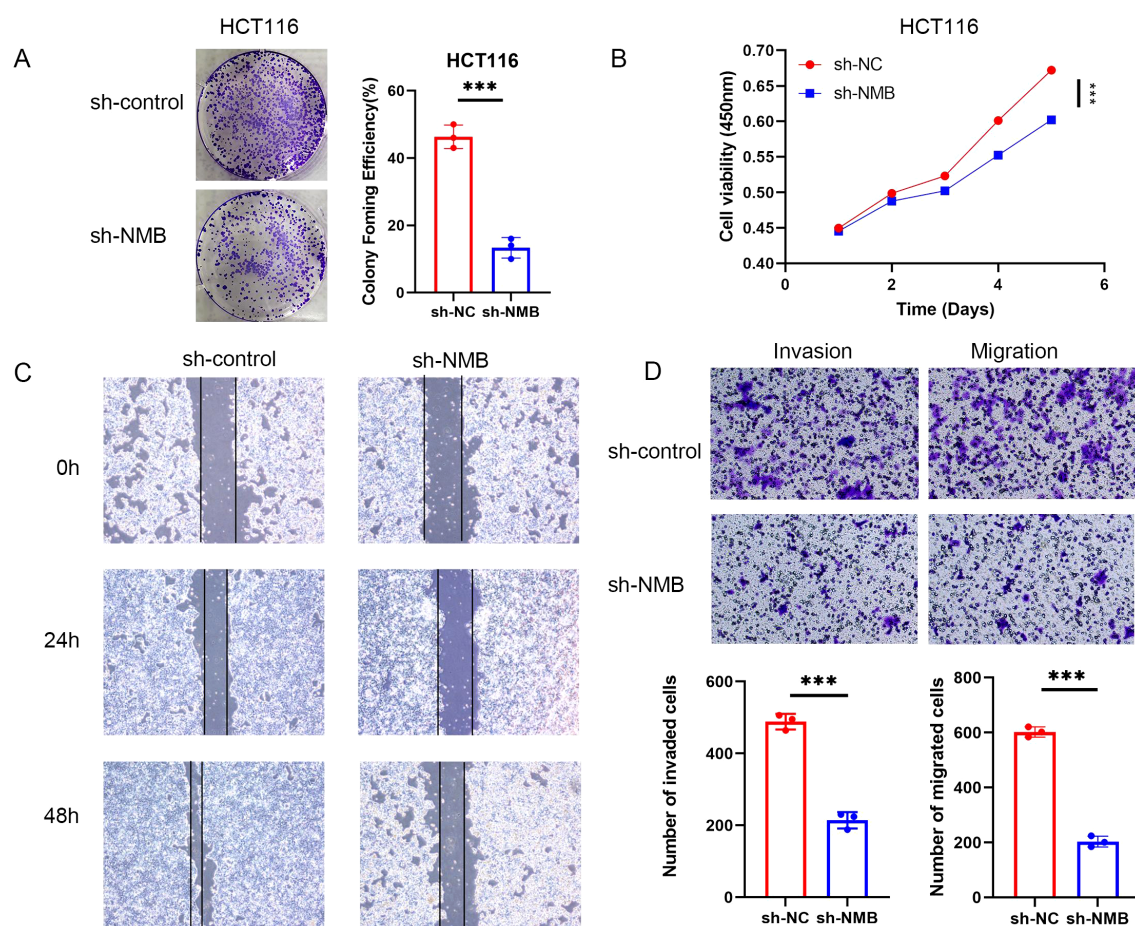 HCT116
A
sh-control
sh-NMB
HCT116
***
Colony Foming Efficiency(%)
60
40
20
0
sh-NC sh-NMB
HCT116
B
sh-NC
sh-NMB
***
Cell viability (450nm)
0.70
0.65
0.60
0.55
0.50
0.45
0.40
0 2 4 6
Time (Days)
C
sh-control sh-NMB
0h
24h
48h
D
Invasion Migration
sh-control
sh-NMB
Number of invaded cells
600
400
200
0
***
sh-NC sh-NMB
Number of migrated cells
800
600
400
200
0
***
sh-NC sh-NMB